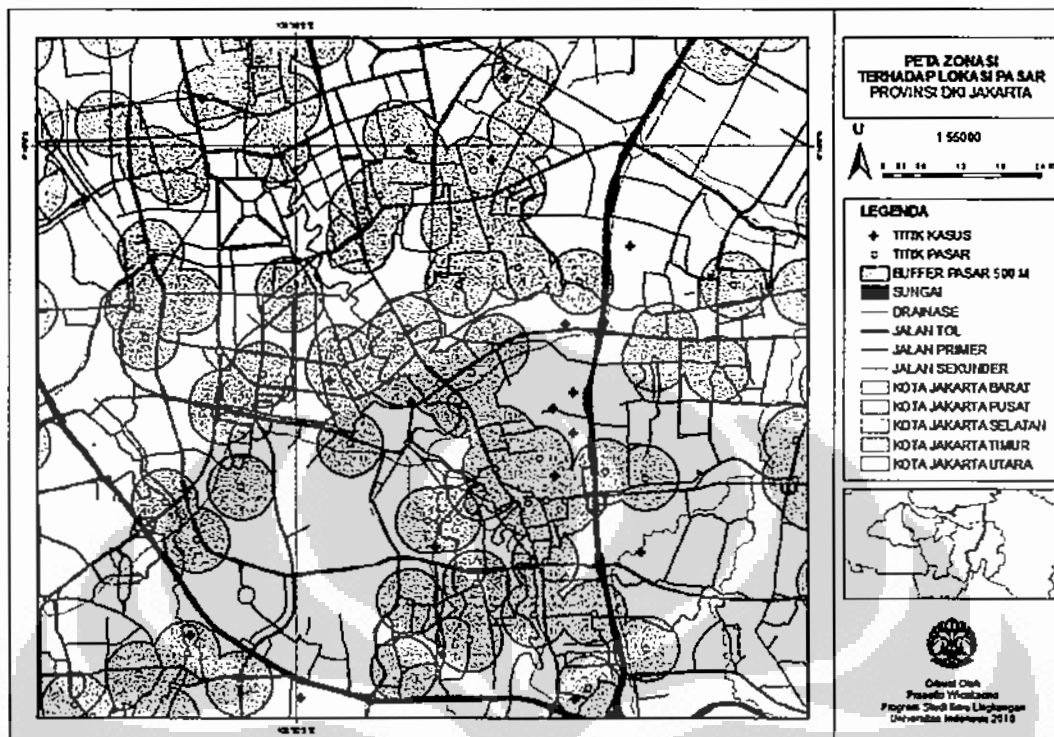 PETA ZONASI
TERHADAP LOKASI PASAR
PROVINSI DKI JAKARTA
U
LEGENDA
TITIK KASUS
TITIK PASAR
BUFFER PASAR 500 M
SUNGAI
DRAINASE
JALAN TOL
JALAN PRIMER
JALAN SEKUNDER
KOTA JAKARTA BARAT
KOTA JAKARTA PUSAT
KOTA JAKARTA SELATAN
KOTA JAKARTA TIMUR
KOTA JAKARTA UTARA
Dibuat Oleh
Program Studi Ilmu Lingkungan
Universitas Indonesia 2010